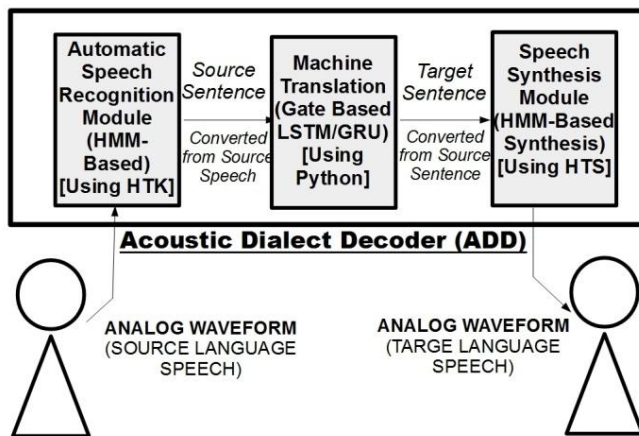 Automatic
Speech
Recognition
Module
(HMM-
Based)
[Using HTK]
Source
Sentence
Converted
from Source
Speech
Machine
Translation
(Gate Based
LSTM/GRU)
[Using
Python]
Target
Sentence
Converted
from Source
Sentence
Speech
Synthesis
Module
(HMM-Based
Synthesis)
[Using HTS]
Acoustic Dialect Decoder (ADD)
ANALOG WAVEFORM
(SOURCE LANGUAGE
SPEECH)
ANALOG WAVEFORM
(TARGE LANGUAGE
SPEECH)